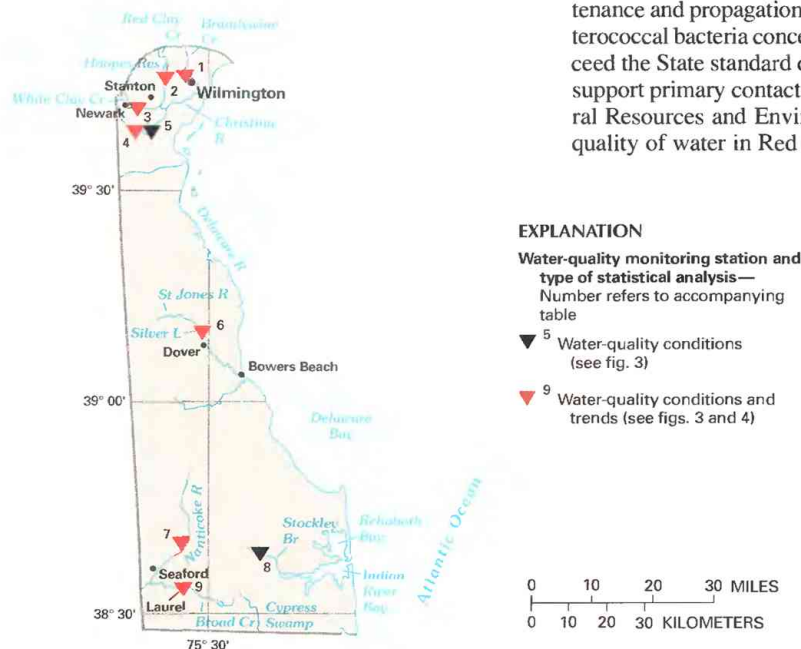 tenance and propagation
terococcal bacteria conce
ceed the State standard
support primary contact
ral Resources and Envi
quality of water in Red
Red Clay
Cr
Brandywine
Cr
Hoopes Res
1
2
Stanton
Wilmington
White Clay Cr
Newark
3
5
4
Christina
R
39° 30'
Delaware R
St Jones R
6
Silver L
Dover
Bowers Beach
39° 00'
Delaware
Bay
Nanticoke R
7
Stockley
Br
Rehoboth
Bay
8
Seaford
9
Indian
River
Bay
Laurel
Atlantic Ocean
38° 30'
Broad Cr
Cypress
Swamp
75° 30'
EXPLANATION
Water-quality monitoring station and
type of statistical analysis—
Number refers to accompanying
table
5 Water-quality conditions
(see fig. 3)
9 Water-quality conditions and
trends (see figs. 3 and 4)
0 10 20 30 MILES
0 10 20 30 KILOMETERS